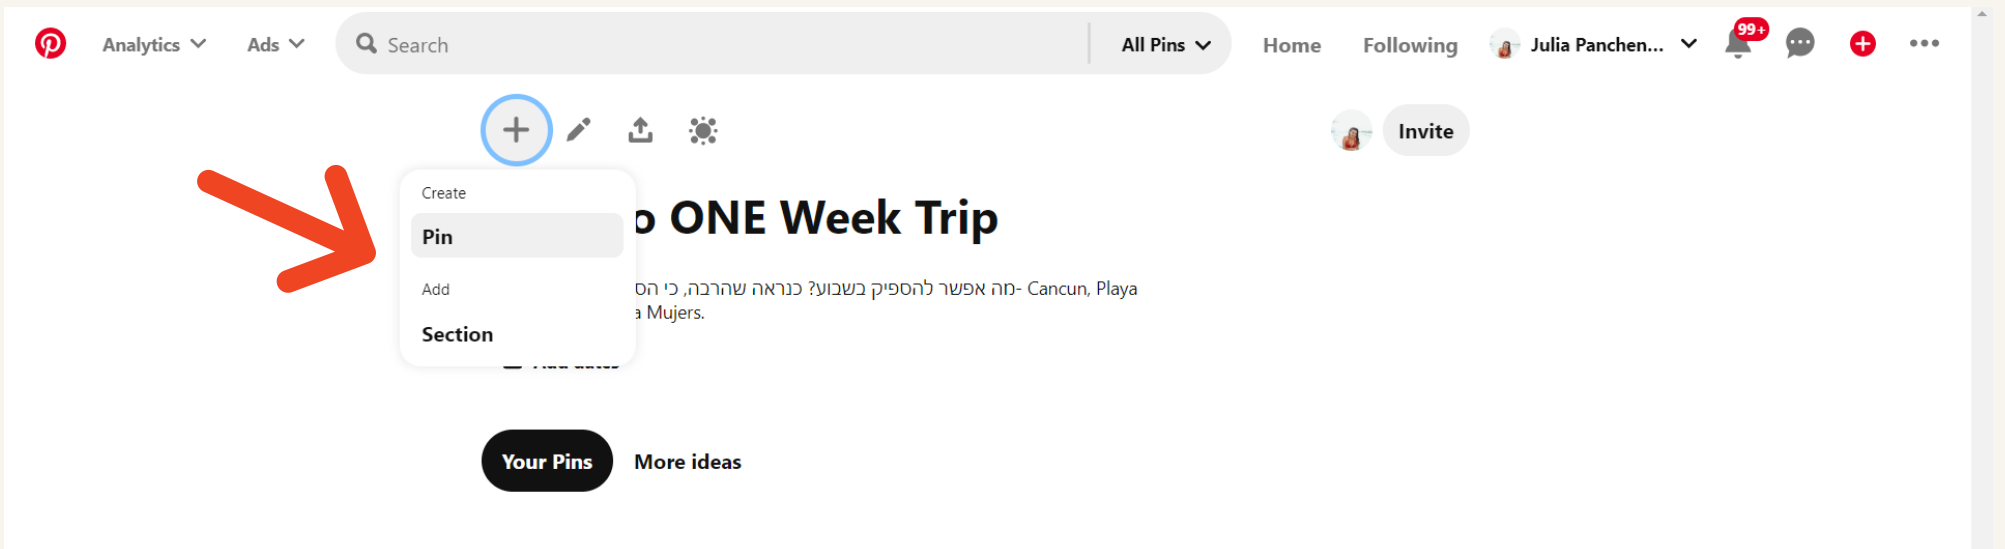 Analytics Ads Search All Pins Home Following Julia Panchen... 99+
Invite
Create
Pin
ONE Week Trip
Add
מה אפשר להספיק בשבוע? כנראה שהרבה, כי- Cancun, Playa
Mujers.
Section
Your Pins More ideas